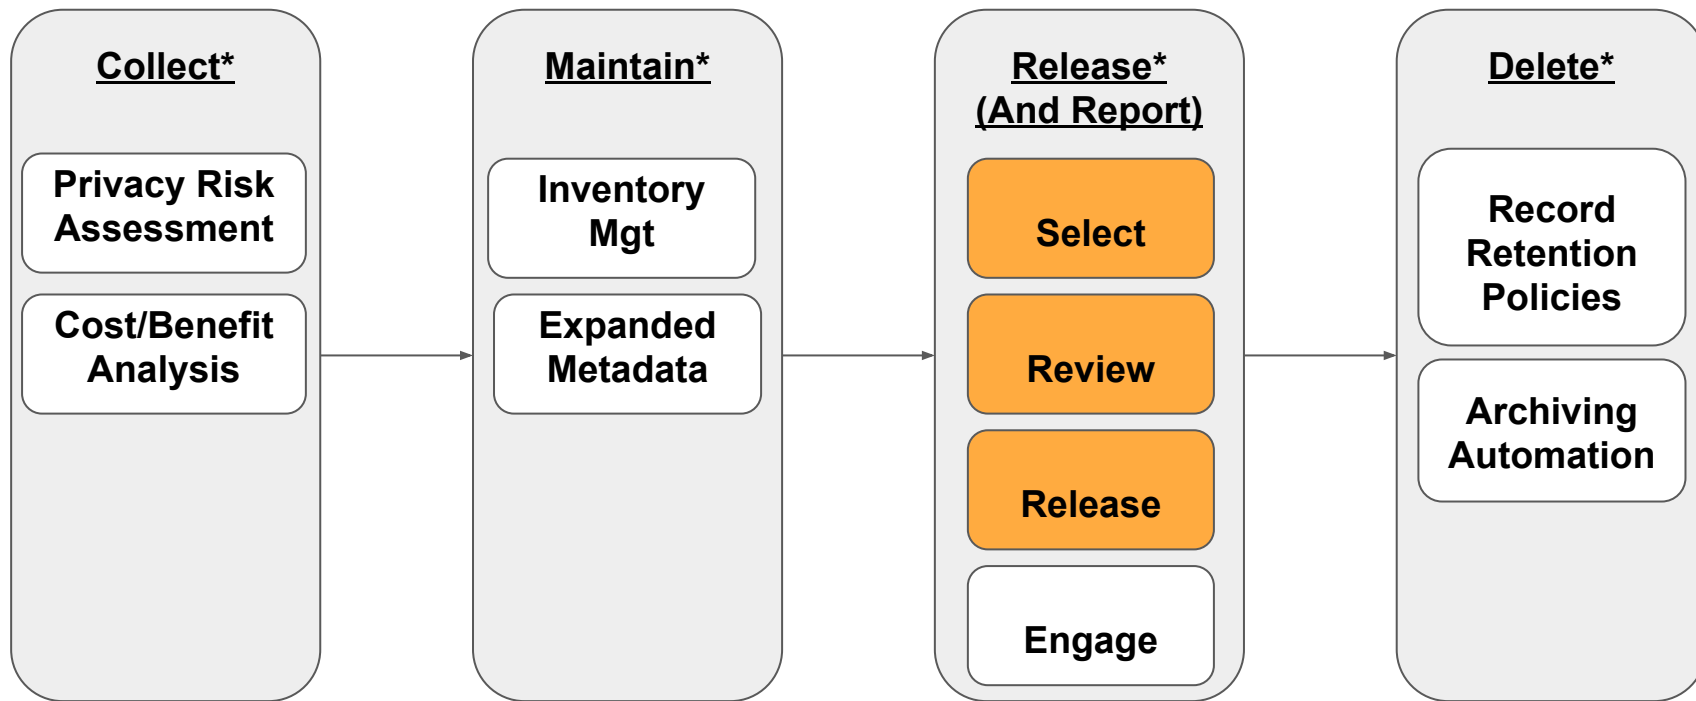 Collect*
Privacy Risk
Assessment
Cost/Benefit
Analysis
Maintain*
Inventory
Mgt
Expanded
Metadata
Release*
(And Report)
Select
Review
Release
Engage
Delete*
Record
Retention
Policies
Archiving
Automation